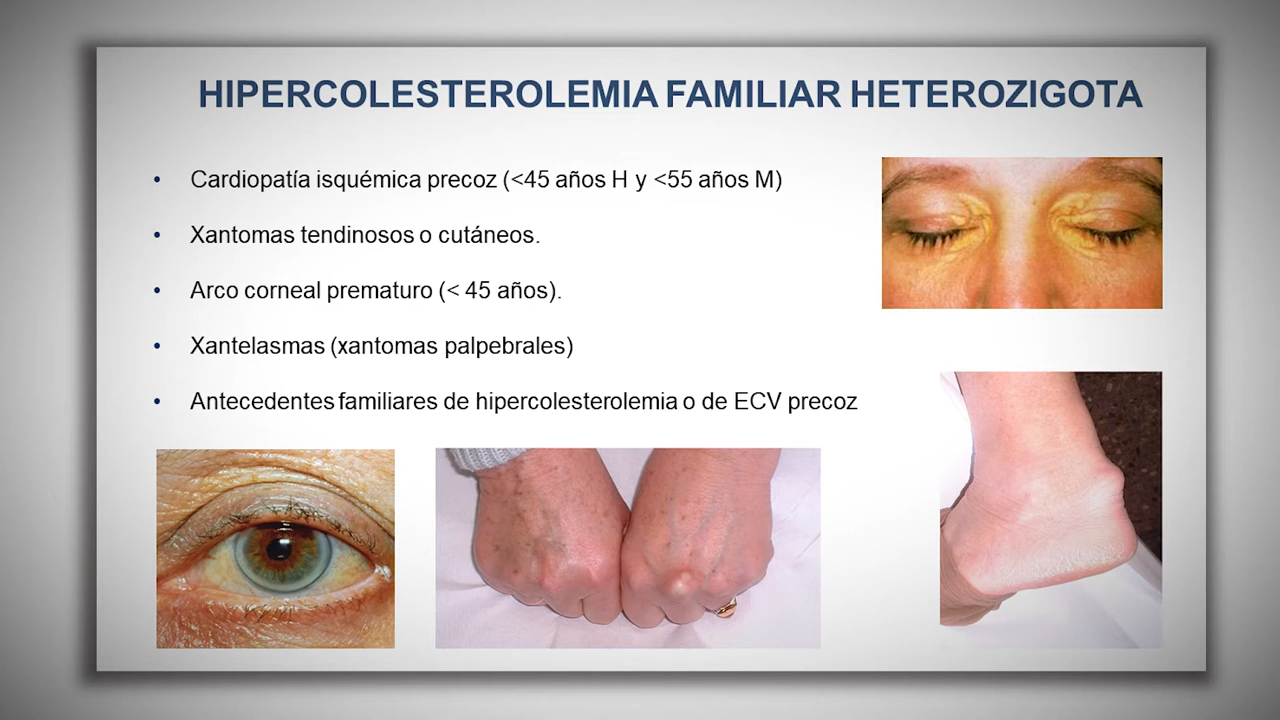 HIPERCOLESTEROLEMIA FAMILIAR HETEROZIGOTA
• Cardiopatía isquémica precoz (<45 años H y <55 años M)
• Xantomas tendinosos o cutáneos.
• Arco corneal prematuro (< 45 años).
• Xantelasmas (xantomas palpebrales)
• Antecedentes familiares de hipercolesterolemia o de ECV precoz